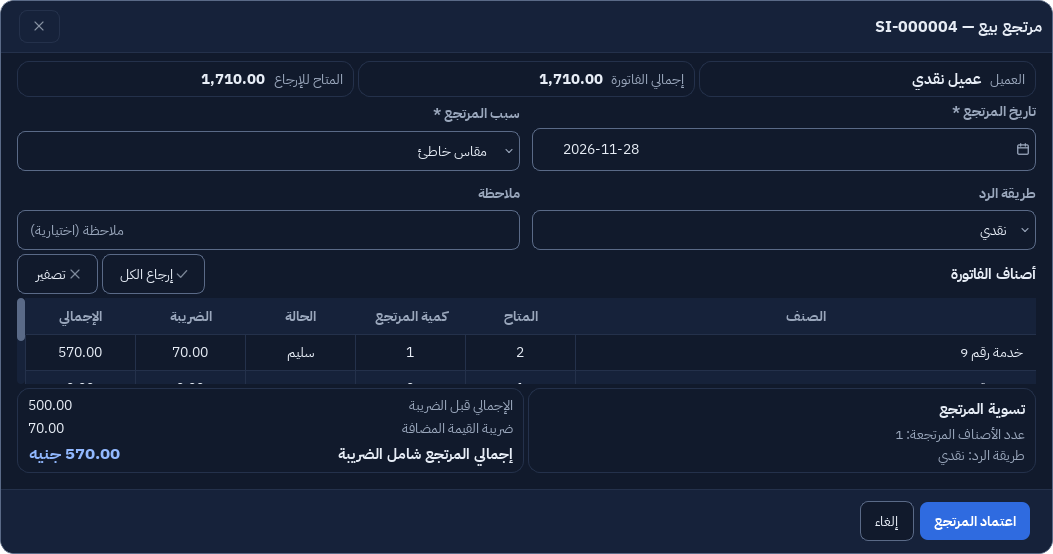 مرتجع بيع — SI-000004
العميل عميل نقدي
إجمالي الفاتورة 1,710.00
المتاح للإرجاع 1,710.00
تاريخ المرتجع *
سبب المرتجع *
2026-11-28
مقاس خاطئ
طريقة الرد
ملاحظة
نقدي
ملاحظة (اختيارية)
أصناف الفاتورة
إرجاع الكل
تصفير
الصنف المتاح كمية المرتجع الحالة الضريبة الإجمالي
خدمة رقم 9 2 1 سليم 70.00 570.00
تسوية المرتجع
عدد الأصناف المرتجعة: 1
طريقة الرد: نقدي
الإجمالي قبل الضريبة 500.00
ضريبة القيمة المضافة 70.00
إجمالي المرتجع شامل الضريبة 570.00 جنيه
اعتماد المرتجع
إلغاء